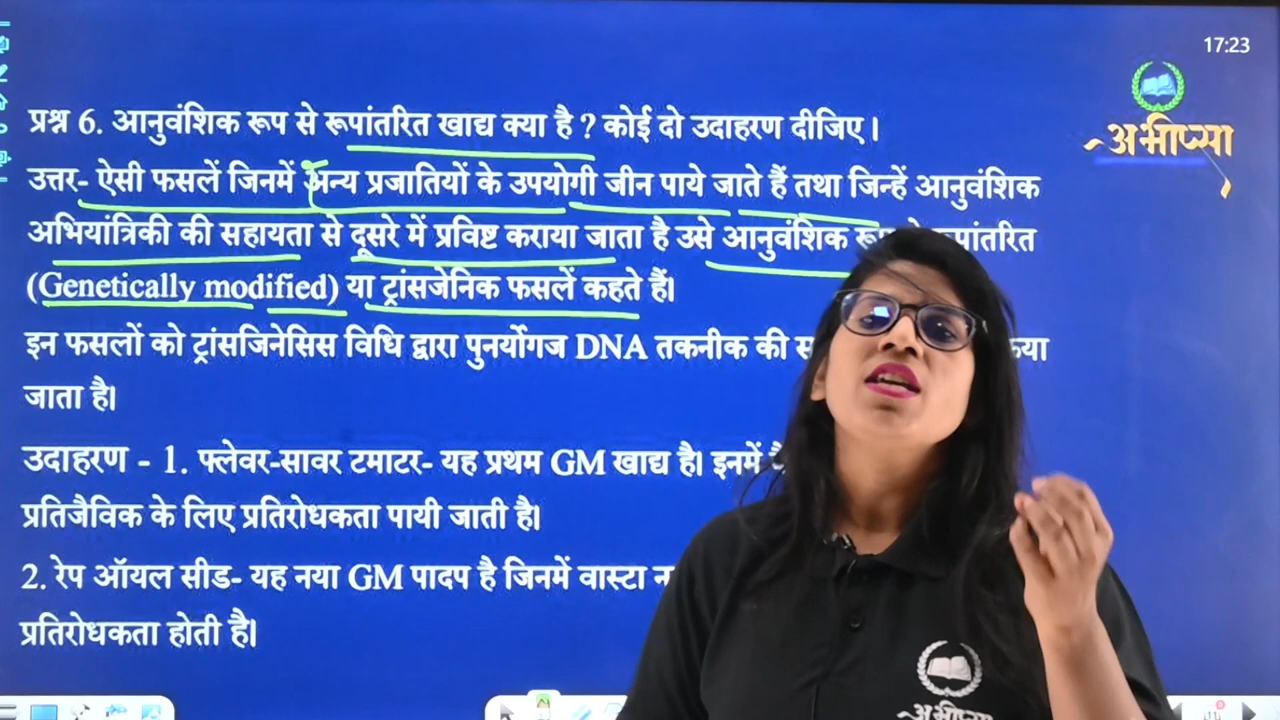 17:23
अभीप्सा
प्रश्न 6. आनुवंशिक रूप से रूपांतरित खाद्य क्या है ? कोई दो उदाहरण दीजिए।
उत्तर- ऐसी फसलें जिनमें अन्य प्रजातियों के उपयोगी जीन पाये जाते हैं तथा जिन्हें आनुवंशिक
अभियांत्रिकी की सहायता से दूसरे में प्रविष्ट कराया जाता है उसे आनुवंशिक
(Genetically modified) या ट्रांसजेनिक फसलें कहते हैं।
इन फसलों को ट्रांसजिनेसिस विधि द्वारा पुनर्योगज DNA तकनीक की
जाता है।
उदाहरण - 1. फ्लेवर-सावर टमाटर- यह प्रथम GM खाद्य है। इनमें
प्रतिजैविक के लिए प्रतिरोधकता पायी जाती है।
2. रेप ऑयल सीड- यह नया GM पादप है जिनमें वास्टा
प्रतिरोधकता होती है।
अभीप्सा